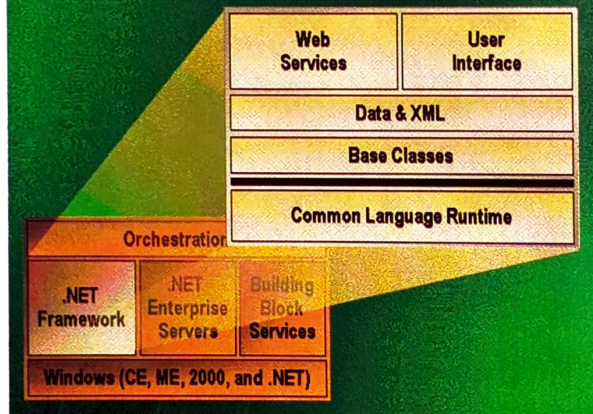 Web
Services
User
Interface
Data & XML
Base Classes
Common Language Runtime
Orchestration
.NET
Framework
.NET
Enterprise
Servers
Building
Block
Services
Windows (CE, ME, 2000, and .NET)